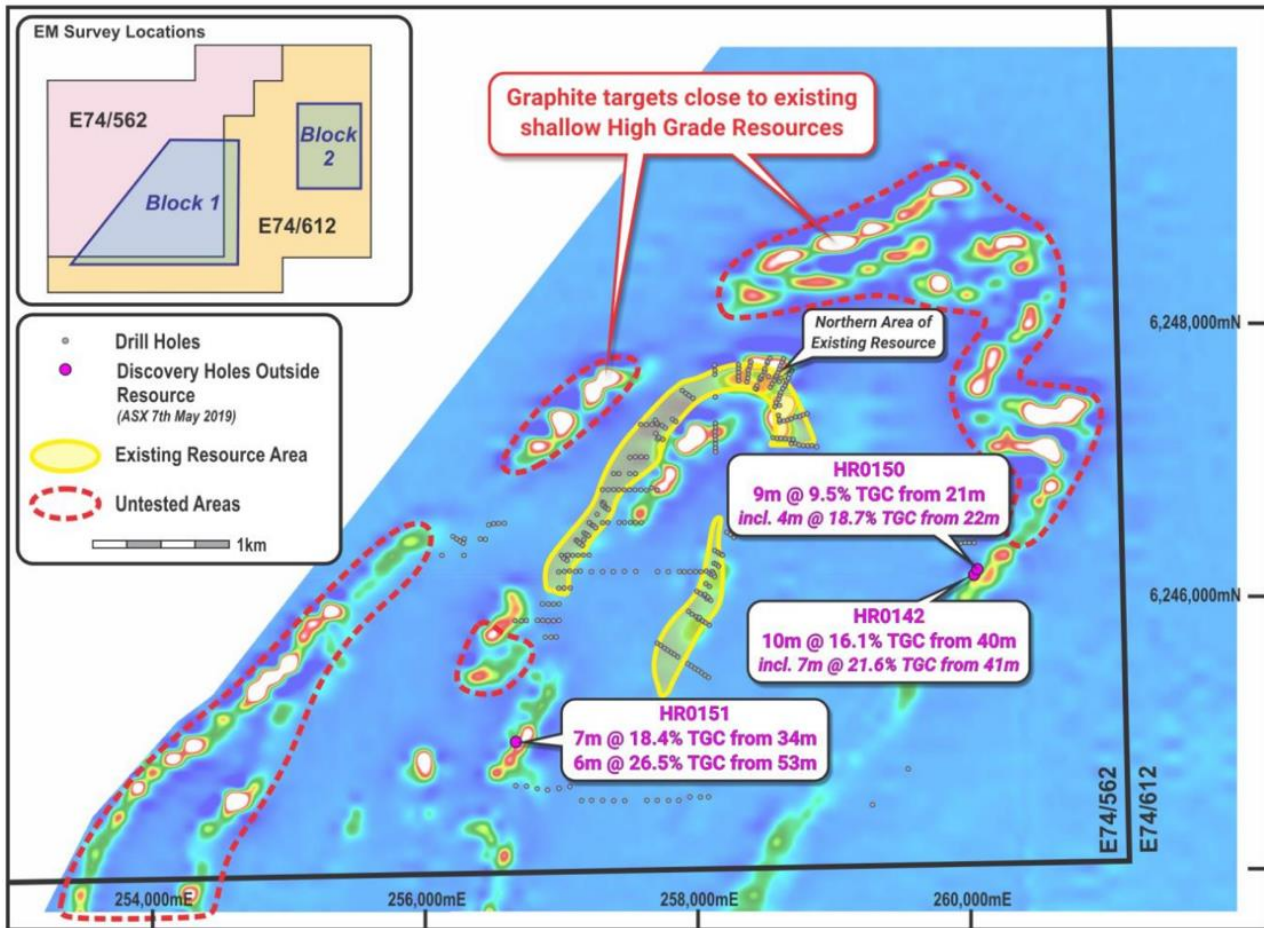 EM Survey Locations
E74/562
Block 1
Block
2
E74/612
Drill Holes
Discovery Holes Outside
Resource
(ASX 7th May 2019)
Existing Resource Area
Untested Areas
1km
Graphite targets close to existing
shallow High Grade Resources
Northern Area of
Existing Resource
6,248,000mN
HR0150
9m @ 9.5% TGC from 21m
incl. 4m @ 18.7% TGC from 22m
6,246,000mN
HR0142
10m @ 16.1% TGC from 40m
incl. 7m @ 21.6% TGC from 41m
HR0151
7m @ 18.4% TGC from 34m
6m @ 26.5% TGC from 53m
E74/562
E74/612
254,000mE
256,000mE
258,000mE
260,000mE